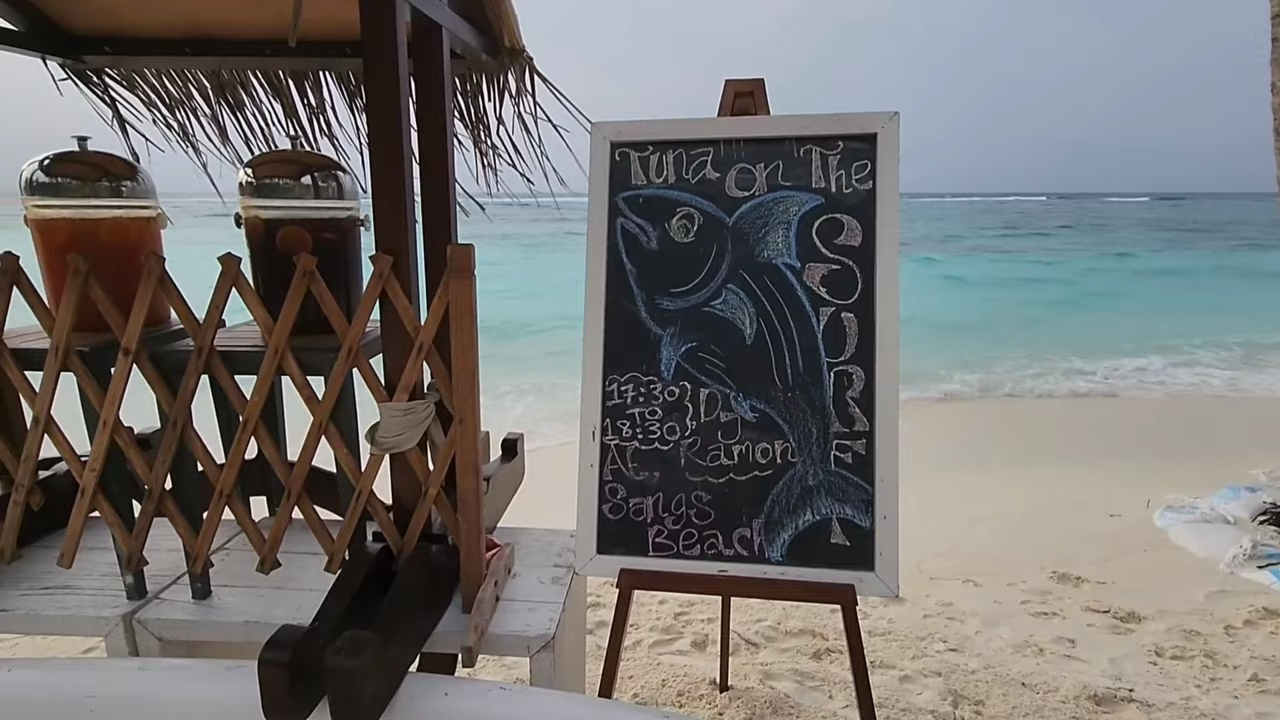 Tuna on The
SURF
17:30
TO
18:30
Dj
At Ramon
Sangs
Beach